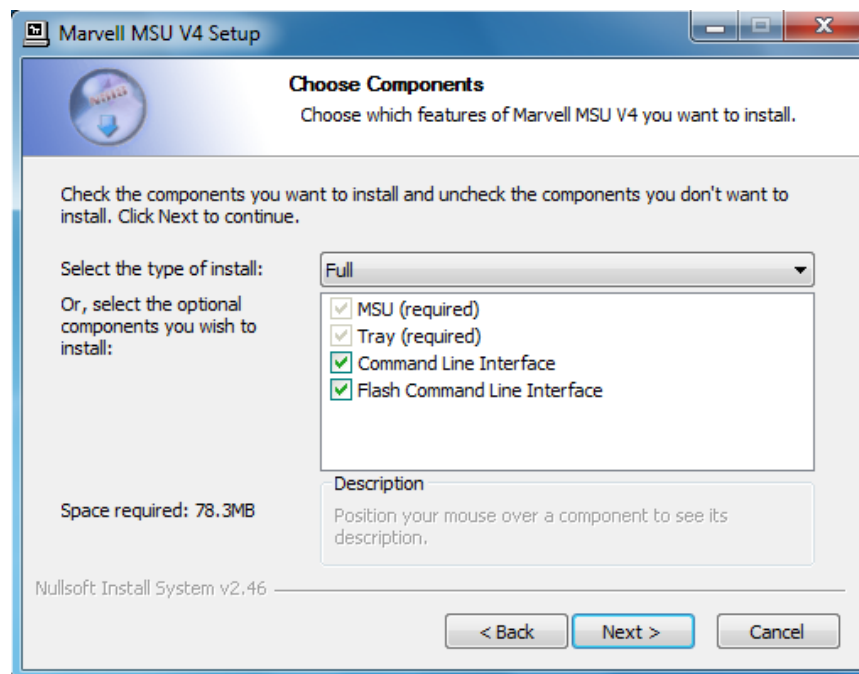 Marvell MSU V4 Setup
Choose Components
Choose which features of Marvell MSU V4 you want to install.
Check the components you want to install and uncheck the components you don't want to
install. Click Next to continue.
Select the type of install:
Full
Or, select the optional
components you wish to
install:
MSU (required)
Tray (required)
Command Line Interface
Flash Command Line Interface
Space required: 78.3MB
Description
Position your mouse over a component to see its
description.
Nullsoft Install System v2.46
< Back
Next >
Cancel